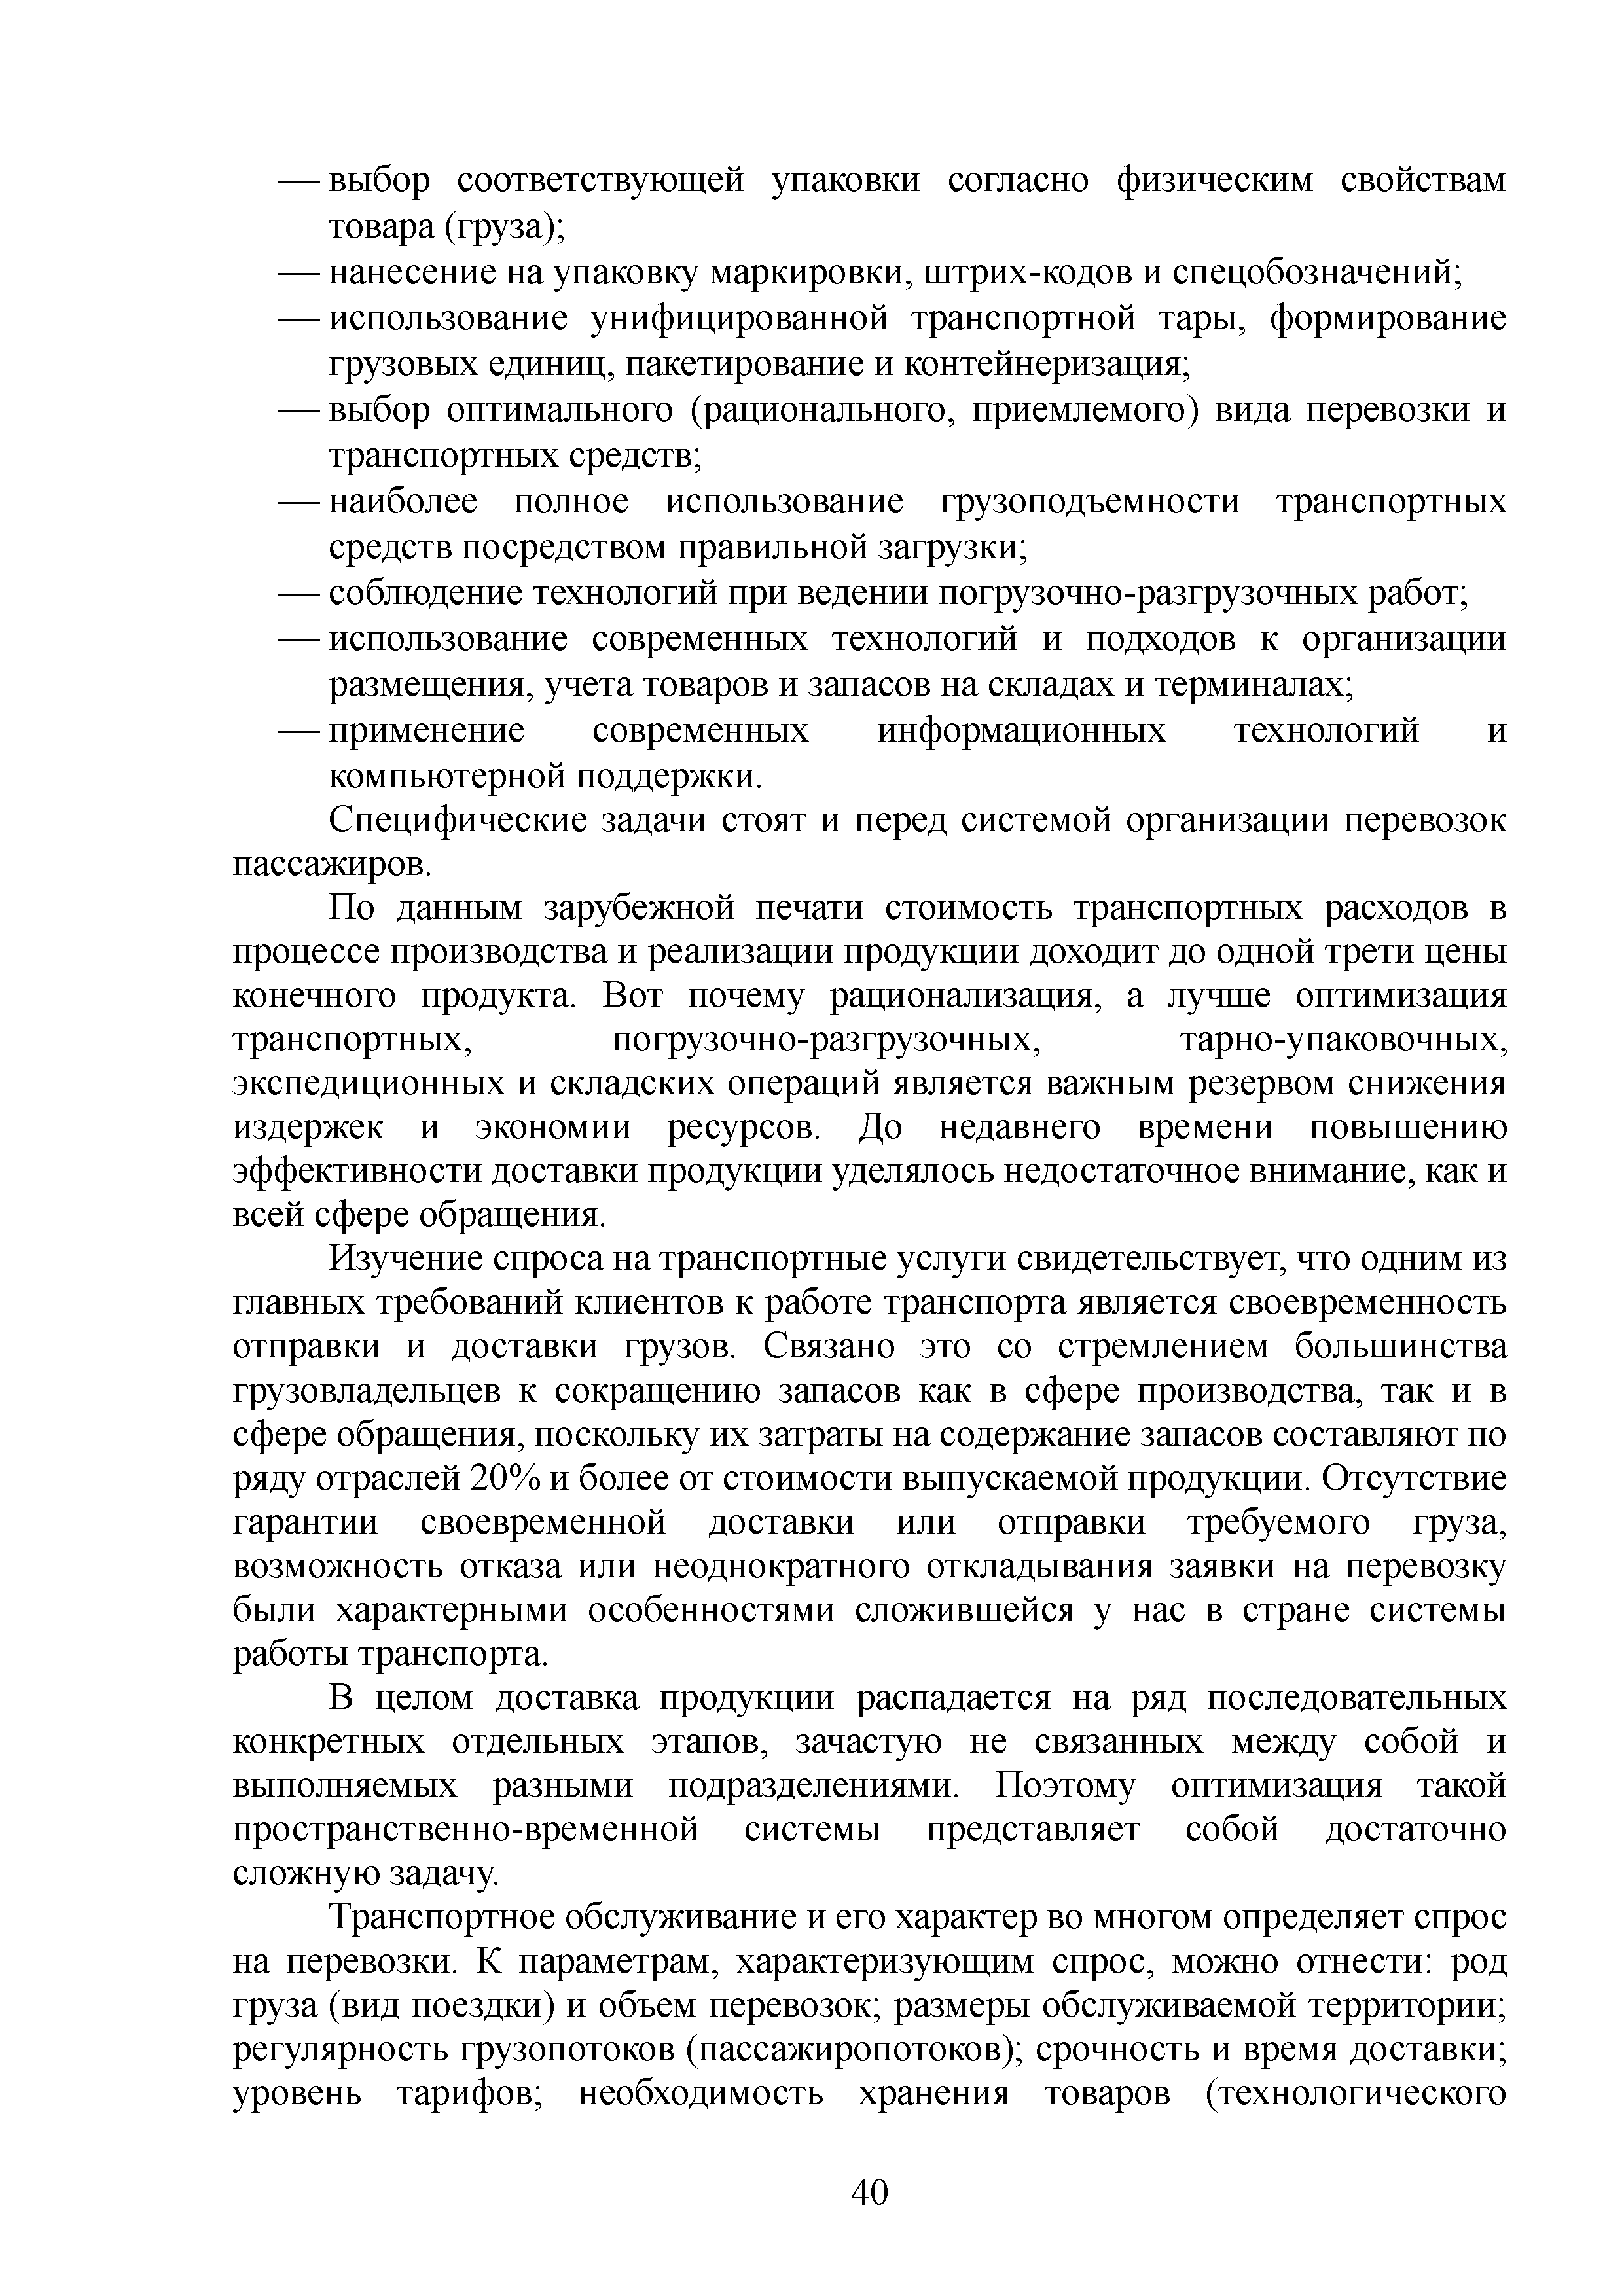 — выбор соответствующей упаковки согласно физическим свойствам
товара (груза);
— нанесение на упаковку маркировки, штрих-кодов и спецобозначений;
— использование унифицированной транспортной тары, формирование
грузовых единиц, пакетирование и контейнеризация;
— выбор оптимального (рационального, приемлемого) вида перевозки и
транспортных средств;
— наиболее полное использование грузоподъемности транспортных
средств посредством правильной загрузки;
— соблюдение технологий при ведении погрузочно-разгрузочных работ;
— использование современных технологий и подходов к организации
размещения, учета товаров и запасов на складах и терминалах;
— применение современных информационных технологий и
компьютерной поддержки.
Специфические задачи стоят и перед системой организации перевозок
пассажиров.
По данным зарубежной печати стоимость транспортных расходов в
процессе производства и реализации продукции доходит до одной трети цены
конечного продукта. Вот почему рационализация, а лучше оптимизация
транспортных, погрузочно-разгрузочных, тарно-упаковочных,
экспедиционных и складских операций является важным резервом снижения
издержек и экономии ресурсов. До недавнего времени повышению
эффективности доставки продукции уделялось недостаточное внимание, как и
всей сфере обращения.
Изучение спроса на транспортные услуги свидетельствует, что одним из
главных требований клиентов к работе транспорта является своевременность
отправки и доставки грузов. Связано это со стремлением большинства
грузовладельцев к сокращению запасов как в сфере производства, так и в
сфере обращения, поскольку их затраты на содержание запасов составляют по
ряду отраслей 20% и более от стоимости выпускаемой продукции. Отсутствие
гарантии своевременной доставки или отправки требуемого груза,
возможность отказа или неоднократного откладывания заявки на перевозку
были характерными особенностями сложившейся у нас в стране системы
работы транспорта.
В целом доставка продукции распадается на ряд последовательных
конкретных отдельных этапов, зачастую не связанных между собой и
выполняемых разными подразделениями. Поэтому оптимизация такой
пространственно-временной системы представляет собой достаточно
сложную задачу.
Транспортное обслуживание и его характер во многом определяет спрос
на перевозки. К параметрам, характеризующим спрос, можно отнести: род
груза (вид поездки) и объем перевозок; размеры обслуживаемой территории;
регулярность грузопотоков (пассажиропотоков); срочность и время доставки;
уровень тарифов; необходимость хранения товаров (технологического
40